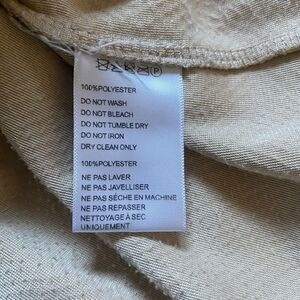 100%POLYESTER
DO NOT WASH
DO NOT BLEACH
DO NOT TUMBLE DRY
DO NOT IRON
DRY CLEAN ONLY
100%POLYESTER
NE PAS LAVER
NE PAS JAVELLISER
NE PAS SÈCHE EN MACHINE
NE PAS REPASSER
NETTOYAGE À SEC
UNIQUEMENT